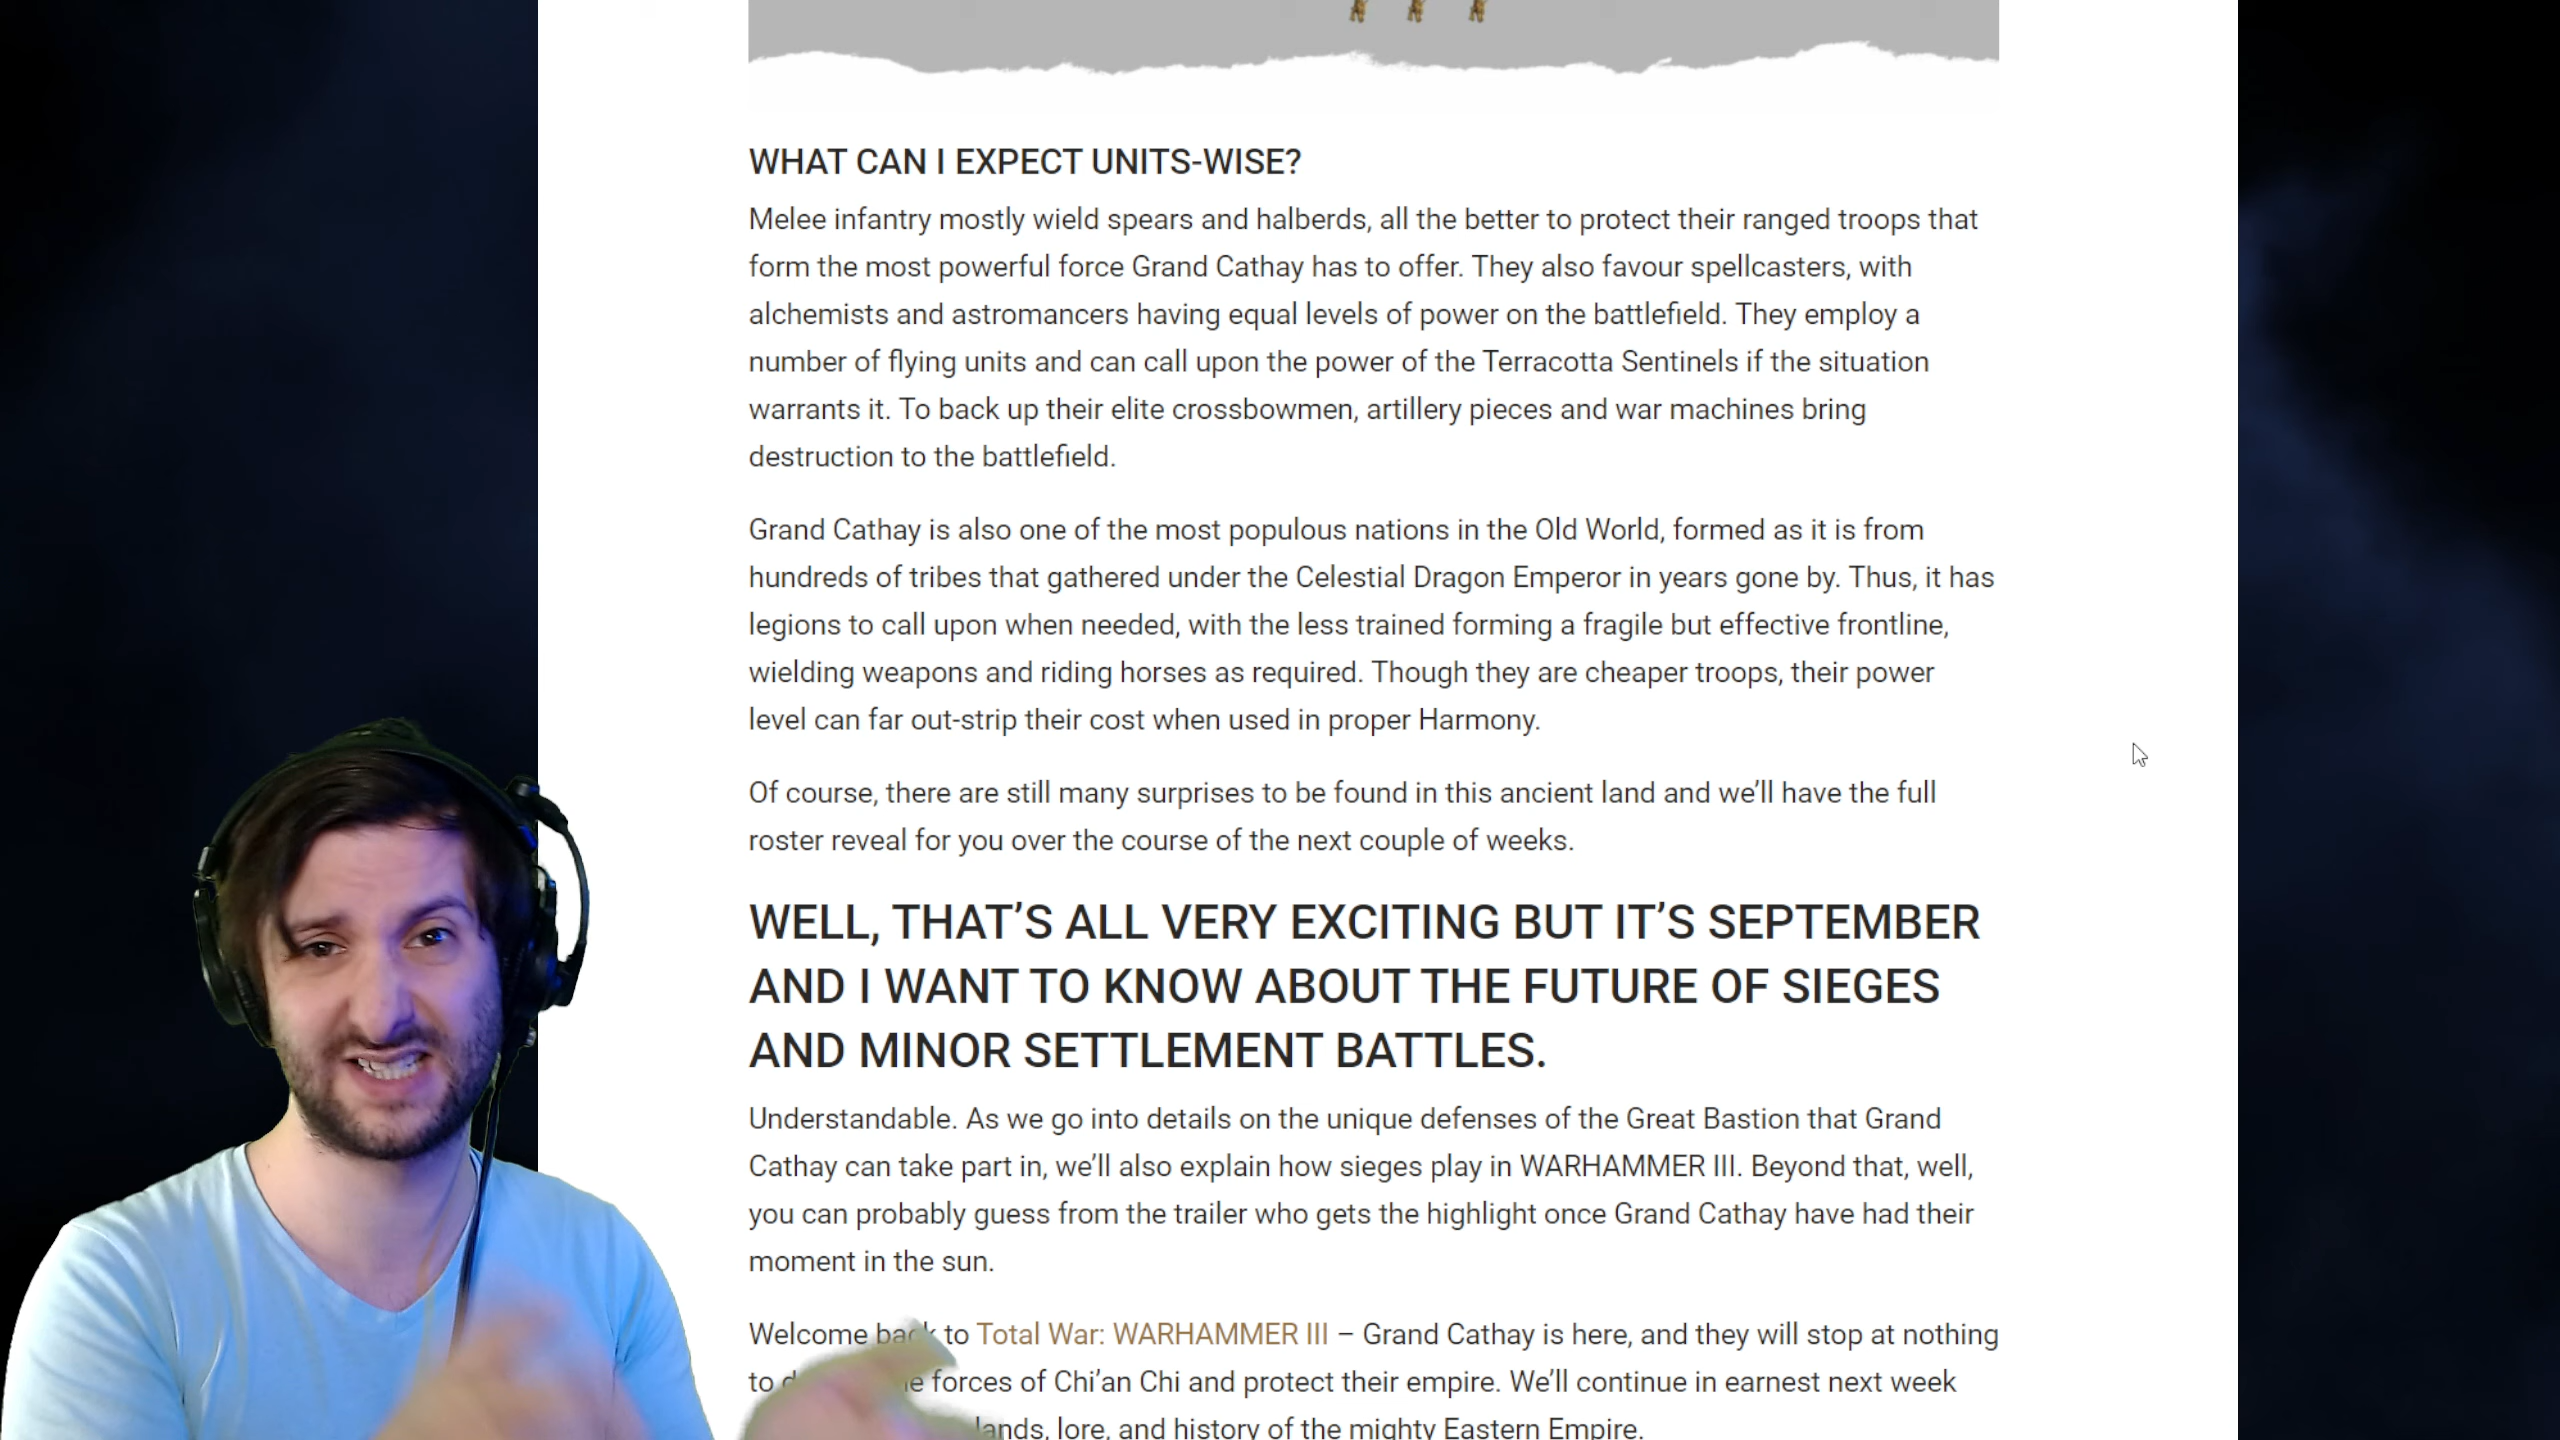 WHAT CAN I EXPECT UNITS-WISE?
Melee infantry mostly wield spears and halberds, all the better to protect their ranged troops that
form the most powerful force Grand Cathay has to offer. They also favour spellcasters, with
alchemists and astromancers having equal levels of power on the battlefield. They employ a
number of flying units and can call upon the power of the Terracotta Sentinels if the situation
warrants it. To back up their elite crossbowmen, artillery pieces and war machines bring
destruction to the battlefield.
Grand Cathay is also one of the most populous nations in the Old World, formed as it is from
hundreds of tribes that gathered under the Celestial Dragon Emperor in years gone by. Thus, it has
legions to call upon when needed, with the less trained forming a fragile but effective frontline,
wielding weapons and riding horses as required. Though they are cheaper troops, their power
level can far out-strip their cost when used in proper Harmony.
Of course, there are still many surprises to be found in this ancient land and we’ll have the full
roster reveal for you over the course of the next couple of weeks.
WELL, THAT’S ALL VERY EXCITING BUT IT’S SEPTEMBER
AND I WANT TO KNOW ABOUT THE FUTURE OF SIEGES
AND MINOR SETTLEMENT BATTLES.
Understandable. As we go into details on the unique defenses of the Great Bastion that Grand
Cathay can take part in, we’ll also explain how sieges play in WARHAMMER III. Beyond that, well,
you can probably guess from the trailer who gets the highlight once Grand Cathay have had their
moment in the sun.
Welcome back to Total War: WARHAMMER III – Grand Cathay is here, and they will stop at nothing
to forces of Chi’an Chi and protect their empire. We’ll continue in earnest next week
lands, lore, and history of the mighty Eastern Empire.